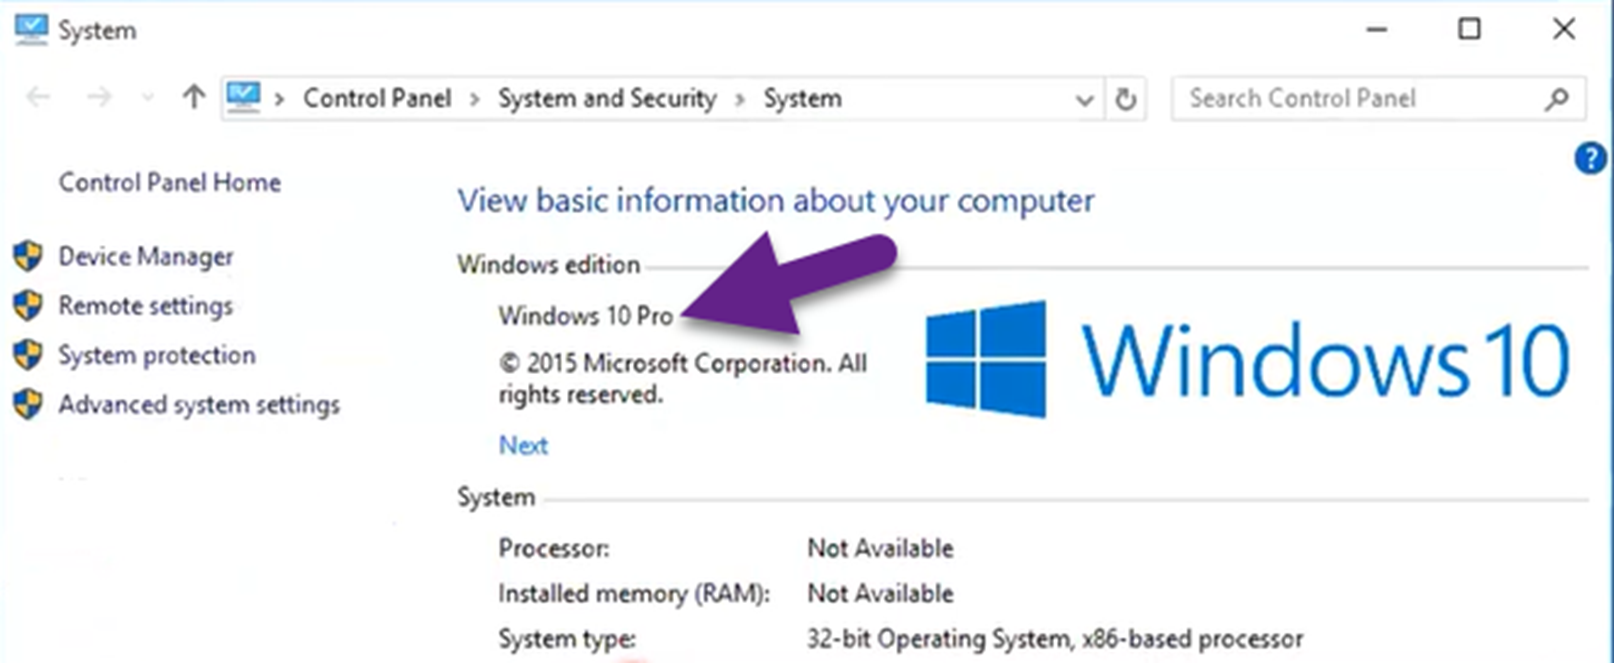 System
Control Panel > System and Security > System
Search Control Panel
?
Control Panel Home
Device Manager
Remote settings
System protection
Advanced system settings
View basic information about your computer
Windows edition
Windows 10 Pro
© 2015 Microsoft Corporation. All
rights reserved.
Next
Windows 10
System
Processor: Not Available
Installed memory (RAM): Not Available
System type: 32-bit Operating System, x86-based processor